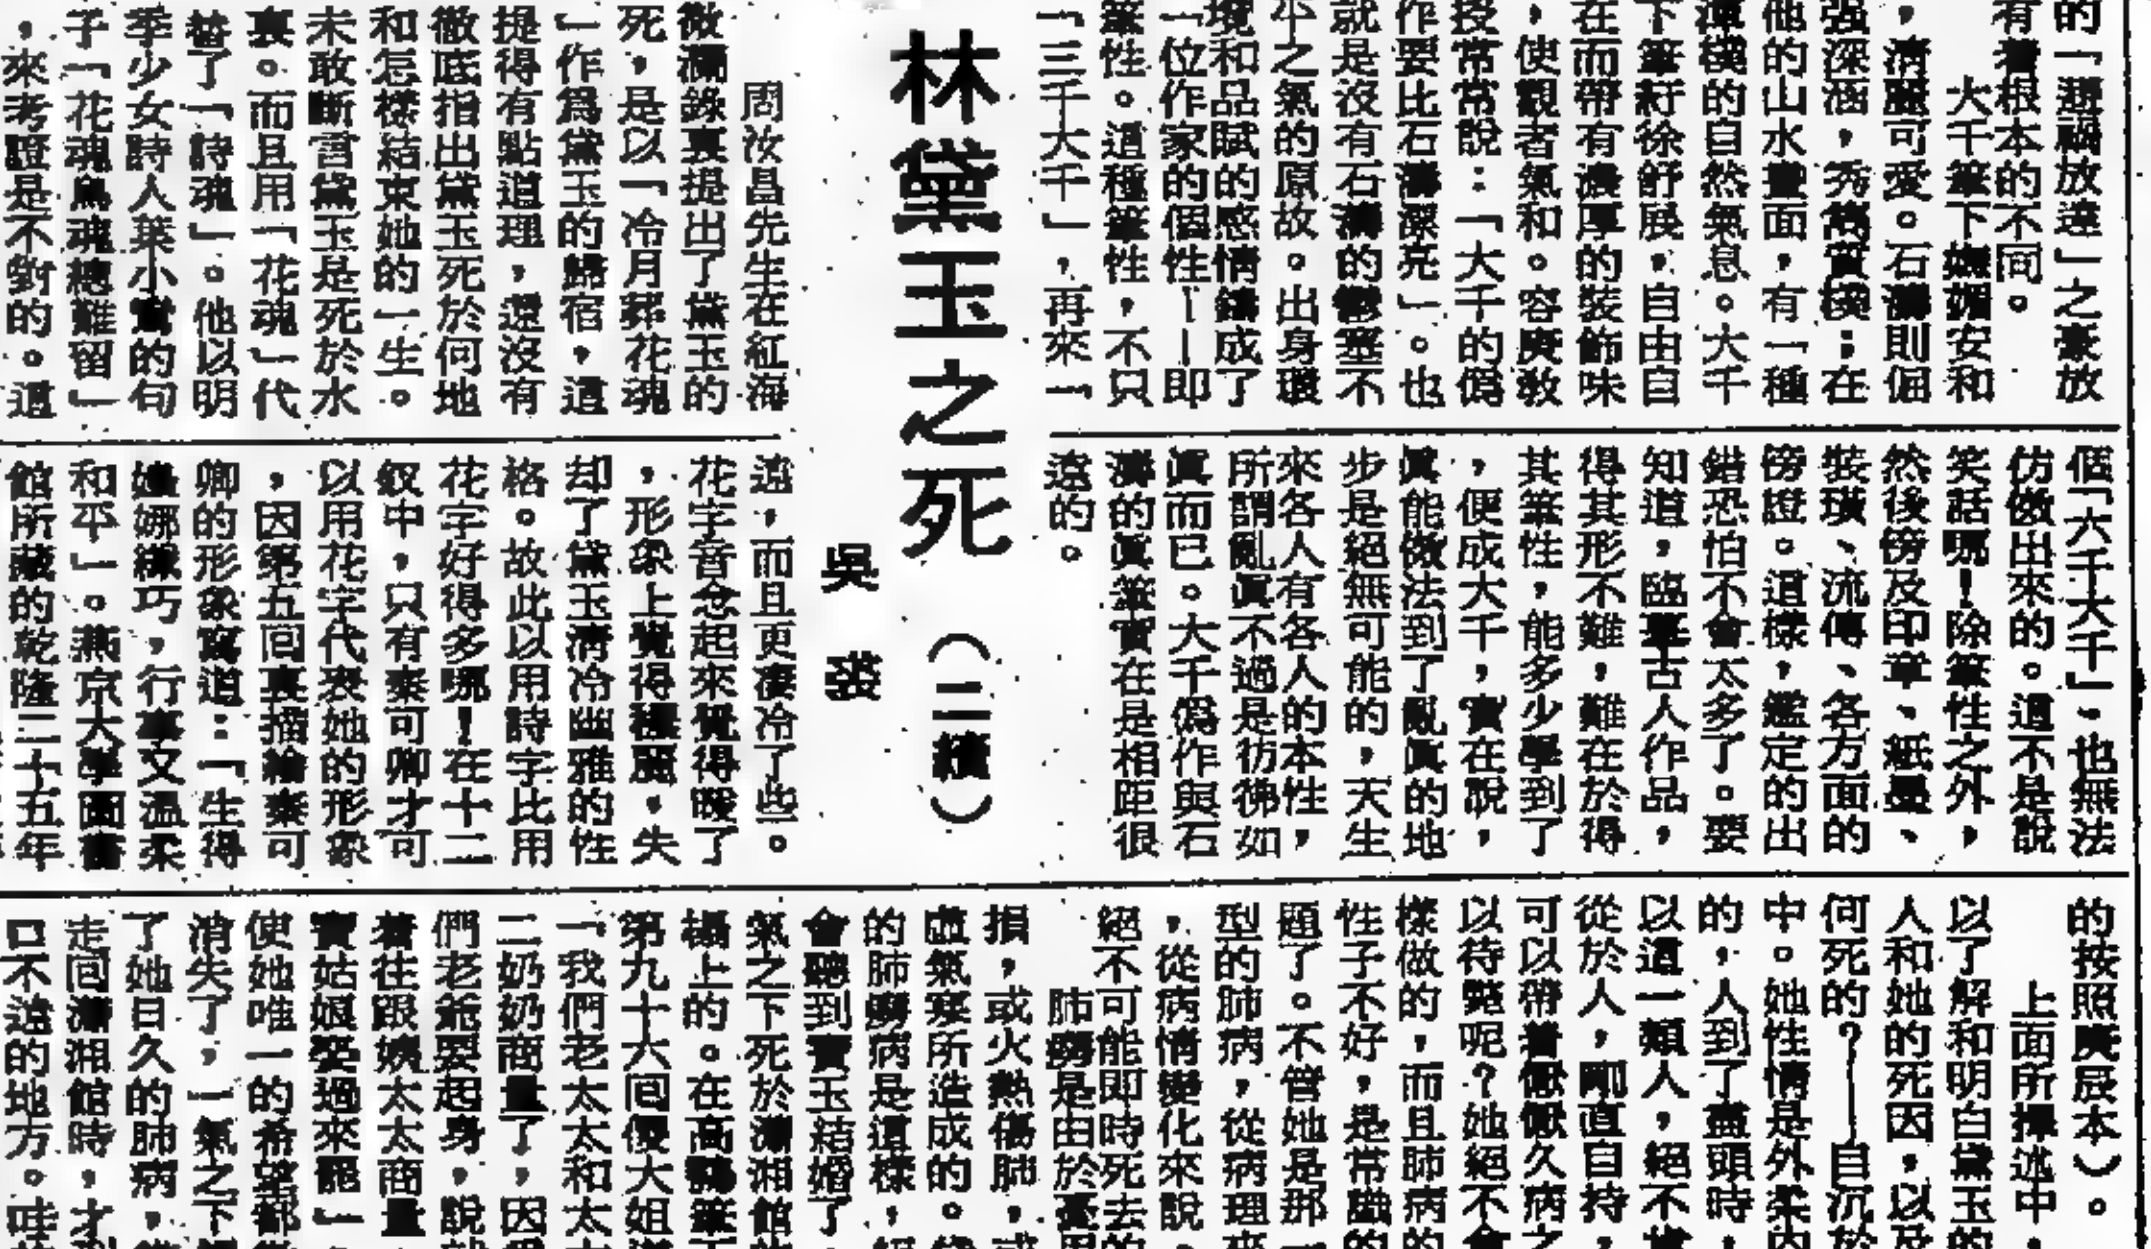 的「避禍放達」之豪放
有着根本的不同。
大千筆下嫵媚安和
，清麗可愛。石濤則倔
强深涵，秀質樸；在
他的山水畫面，有一種
渾樸的自然氣息。大千
下筆紆徐舒展，自由自
在而帶有濃厚的裝飾味
，使觀者氣和。容庚敎
授常常說：「大千的僞
作要比石濤漂亮」。也
就是沒有石濤的鬱塞不
平之氣的原故。出身環
境和品賦的感情鑄成了
一位作家的個性——即
筆性。這種筆性，不只
「三千大千」，再來一
個「六千大千」、也無法
仿傚出來的。這不是說
笑話呢！除筆性之外，
然後傍及印章、紙墨、
裝璜、流傳、各方面的
傍證。這樣，鑑定的出
錯恐怕不會太多了。要
知道，臨摹古人作品，
得其形不難，難在於得
其筆性，能多少學到了
，便成大千，實在說，
眞能傚法到了亂眞的地
步是絕無可能的，天生
來各人有各人的本性，
所謂亂眞不過是彷彿如
眞而已。大千僞作與石
濤的眞筆實在是相距很
遠的。
林黛玉之死（二續）
吳裘
周汝昌先生在紅海
微瀾錄裏提出了黛玉的
死，是以「冷月葬花魂
」作爲黛玉的歸宿，這
提得有點道理，還沒有
徹底指出黛玉死於何地
和怎樣結束她的一生。
未敢斷言黛玉是死於水
裏。而且用「花魂」代
替了「詩魂」。他以明
季少女詩人葉小鸞的句
子「花魂鳥魂總難留」
，來考證是不對的。這
遠，而且更凄冷了些。
花字音念起來覺得暖了
，形象上覺得穠麗，失
却了黛玉清冷幽雅的性
格。故此以用詩字比用
花字好得多呢！在十二
釵中，只有秦可卿才可
以用花字代表她的形象
，因第五回裏描繪秦可
卿的形象寫道：「生得
嬝娜纖巧，行事又溫柔
和平」。燕京大學圖書
館所藏的乾隆二十五年
的按照庚辰本）。
上面所撣述中，
以了解和明白黛玉的
人和她的死因，以及
何死的？——自沉於
中。她性情是外柔內
的，人到了盡頭時，
以這一類人，絕不
從於人，剛直自持，
可以帶着懨懨久病之
以待斃呢？她絕不會
樣做的，而且肺病的
性子不好，是常識的
題了。不管她是那一
型的肺病，從病理來
，從病情變化來說，
絕不可能即時死去的
肺癆是由於憂思
損，或火熱傷肺，或
虛氣寒所造成的。
的肺癆病是這樣，
會聽到寶玉結婚了，
氣之下死於瀟湘館的
榻上的。在高鶚筆下
第九十六回傻大姐道
「我們老太太和太太
二奶奶商量了，因爲
們老爺要起身，說就
着往跟姨太太商量，
寶姑娘娶過來罷」。
使她唯一的希望都
消失了，一氣之下
了她日久的肺病，
走回瀟湘館時，才到
口不遠的地方。哇